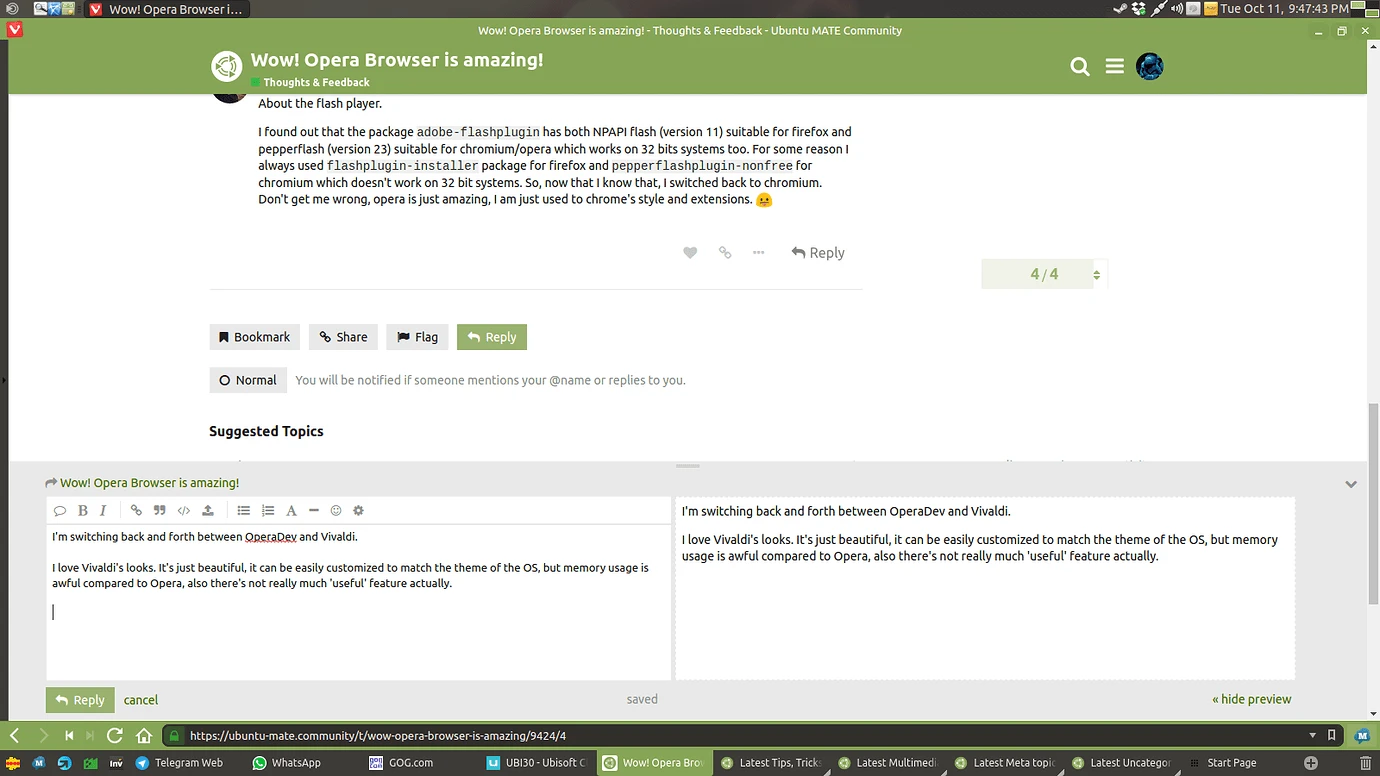 Wow! Opera Browser i...
Tue Oct 11, 9:47:43 PM
Wow! Opera Browser is amazing! - Thoughts & Feedback - Ubuntu MATE Community
Wow! Opera Browser is amazing!
Thoughts & Feedback
About the flash player.
I found out that the package adobe-flashplugin has both NPAPI flash (version 11) suitable for firefox and
pepperflash (version 23) suitable for chromium/opera which works on 32 bits systems too. For some reason I
always used flashplugin-installer package for firefox and pepperflashplugin-nonfree for
chromium which doesn't work on 32 bit systems. So, now that I know that, I switched back to chromium.
Don't get me wrong, opera is just amazing, I am just used to chrome's style and extensions.
Reply
4 / 4
Bookmark Share Flag Reply
Normal You will be notified if someone mentions your @name or replies to you.
Suggested Topics
Wow! Opera Browser is amazing!
I'm switching back and forth between OperaDev and Vivaldi.
I love Vivaldi's looks. It's just beautiful, it can be easily customized to match the theme of the OS, but memory usage is
awful compared to Opera, also there's not really much 'useful' feature actually.
I'm switching back and forth between OperaDev and Vivaldi.
I love Vivaldi's looks. It's just beautiful, it can be easily customized to match the theme of the OS, but memory
usage is awful compared to Opera, also there's not really much 'useful' feature actually.
Reply cancel saved « hide preview
https://ubuntu-mate.community/t/wow-opera-browser-is-amazing/9424/4
inv Telegram Web WhatsApp GOG.com UBI30 - Ubisoft C Wow! Opera Brow Latest Tips, Tricks Latest Multimedi Latest Meta topic Latest Uncategor Start Page